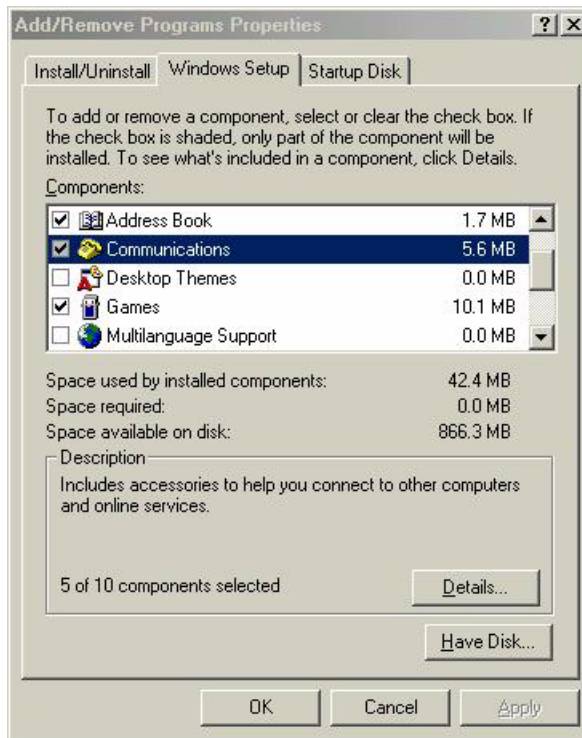 Add/Remove Programs Properties
Install/Uninstall Windows Setup Startup Disk
To add or remove a component, select or clear the check box. If
the check box is shaded, only part of the component will be
installed. To see what's included in a component, click Details.
Components:
Address Book 1.7 MB
Communications 5.6 MB
Desktop Themes 0.0 MB
Games 10.1 MB
Multilanguage Support 0.0 MB
Space used by installed components: 42.4 MB
Space required: 0.0 MB
Space available on disk: 866.3 MB
Description
Includes accessories to help you connect to other computers
and online services.
5 of 10 components selected
Details...
Have Disk...
OK Cancel Apply